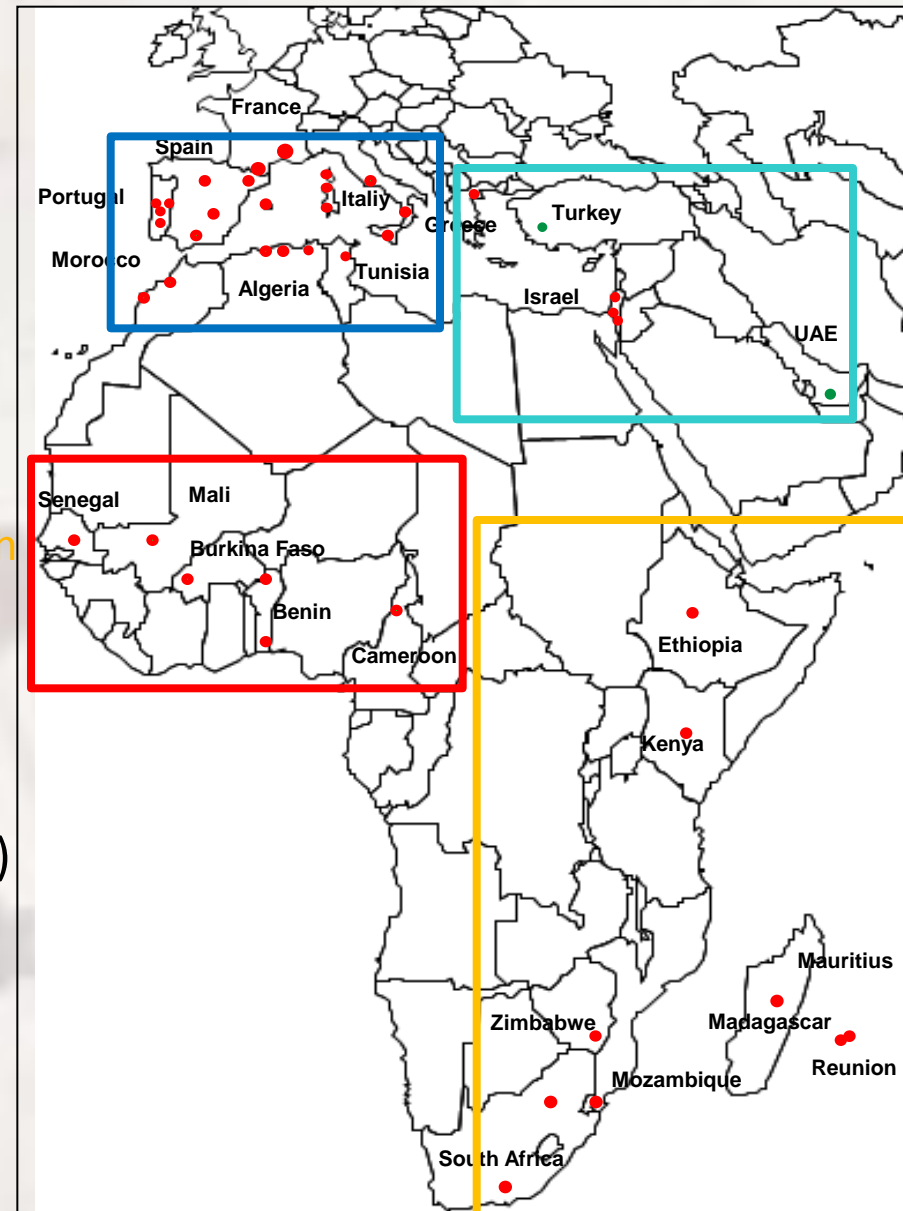 France
Spain
Portugal
Italiy
Turkey
Greece
Morocco
Tunisia
Algeria
Israel
UAE
Senegal
Mali
n
Burkina Faso
Benin
Cameroon
Ethiopia
Kenya
)
Mauritius
Zimbabwe
Madagascar
Reunion
Mozambique
South Africa